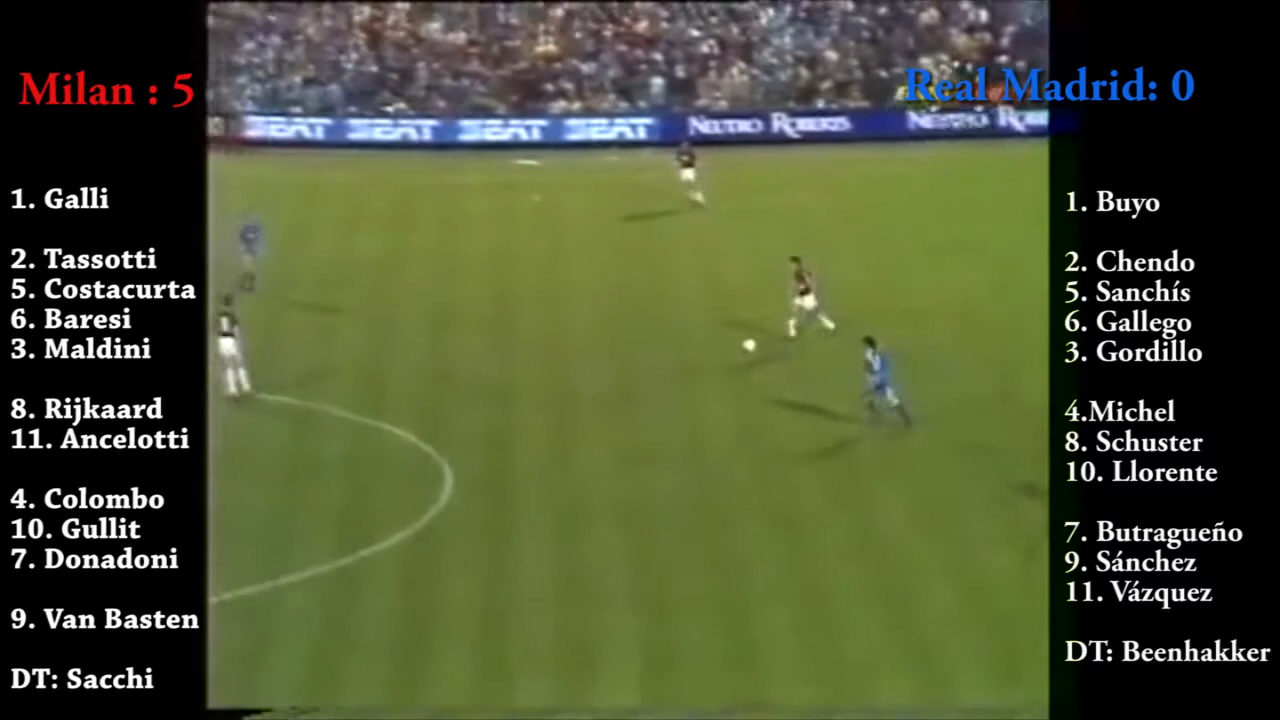 Milan : 5
Real Madrid: 0
SEAT SEAT SEAT SEAT NEUTRO ROBERTS
1. Galli
2. Tassotti
5. Costacurta
6. Baresi
3. Maldini
8. Rijkaard
11. Ancelotti
4. Colombo
10. Gullit
7. Donadoni
9. Van Basten
DT: Sacchi
1. Buyo
2. Chendo
5. Sanchís
6. Gallego
3. Gordillo
4.Michel
8. Schuster
10. Llorente
7. Butragueño
9. Sánchez
11. Vázquez
DT: Beenhakker